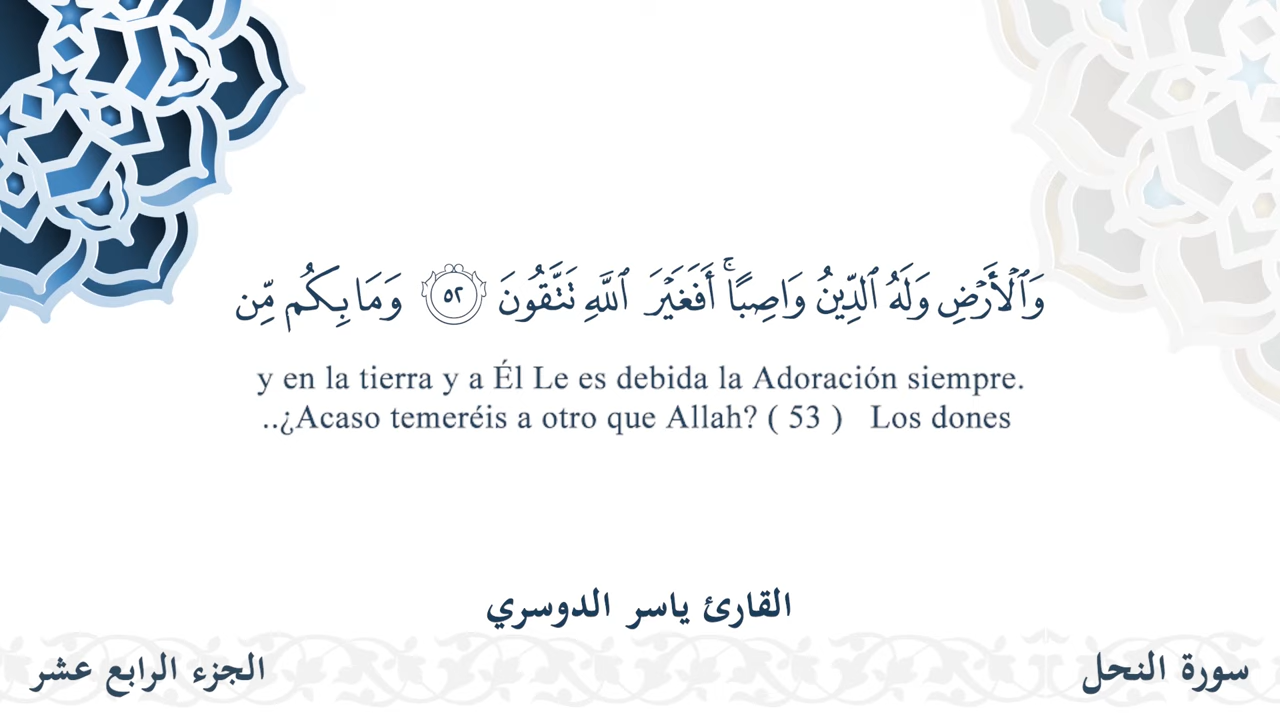 وَٱلۡأَرۡضِ وَلَهُ ٱلدِّينُ وَاصِبًاۚ أَفَغَيۡرَ ٱللَّهِ تَتَّقُونَ ٥٢ وَمَا بِكُم مِّن
y en la tierra y a Él Le es debida la Adoración siempre.
..¿Acaso temeréis a otro que Allah? ( 53 ) Los dones
القارئ ياسر الدوسري
سورة النحل
الجزء الرابع عشر